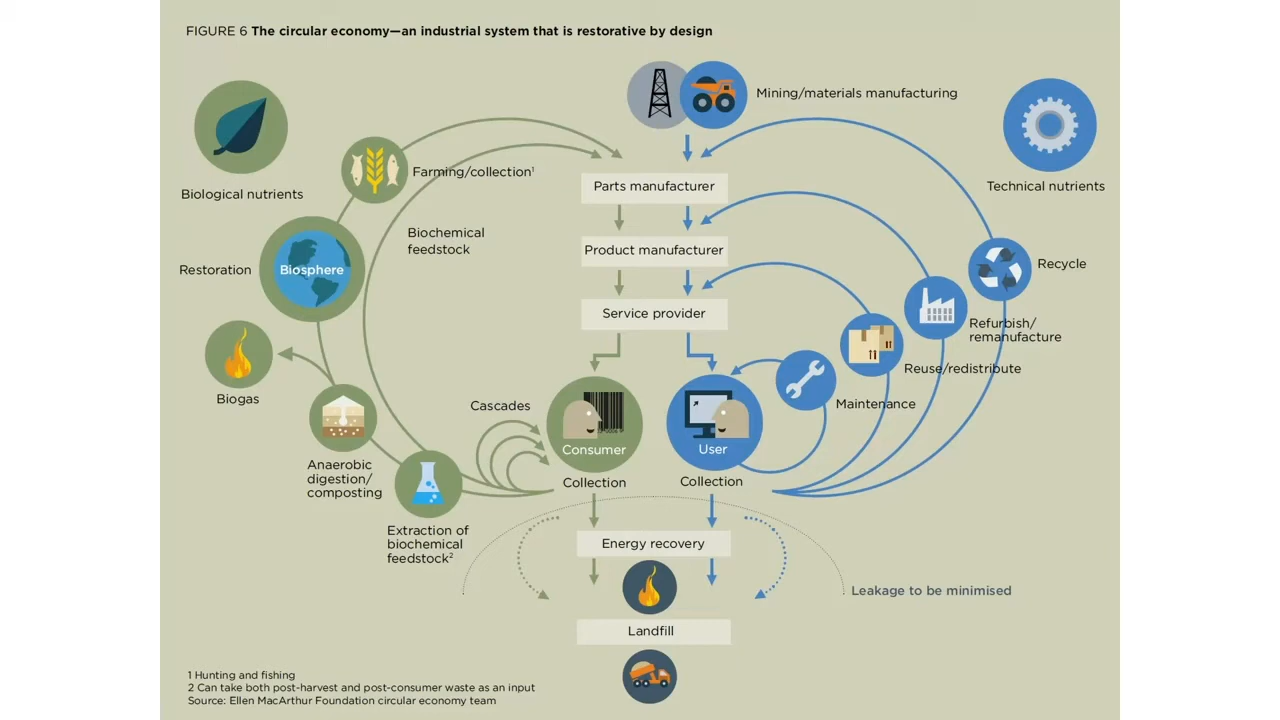 FIGURE 6 The circular economy—an industrial system that is restorative by design
Mining/materials manufacturing
Biological nutrients
Technical nutrients
Farming/collection¹
Parts manufacturer
Biochemical
feedstock
Product manufacturer
Restoration
Biosphere
Recycle
Service provider
Refurbish/
remanufacture
Reuse/redistribute
Biogas
Maintenance
Cascades
Consumer
User
Collection
Collection
Anaerobic
digestion/
composting
Extraction of
biochemical
feedstock²
Energy recovery
Leakage to be minimised
Landfill
1 Hunting and fishing
2 Can take both post-harvest and post-consumer waste as an input
Source: Ellen MacArthur Foundation circular economy team